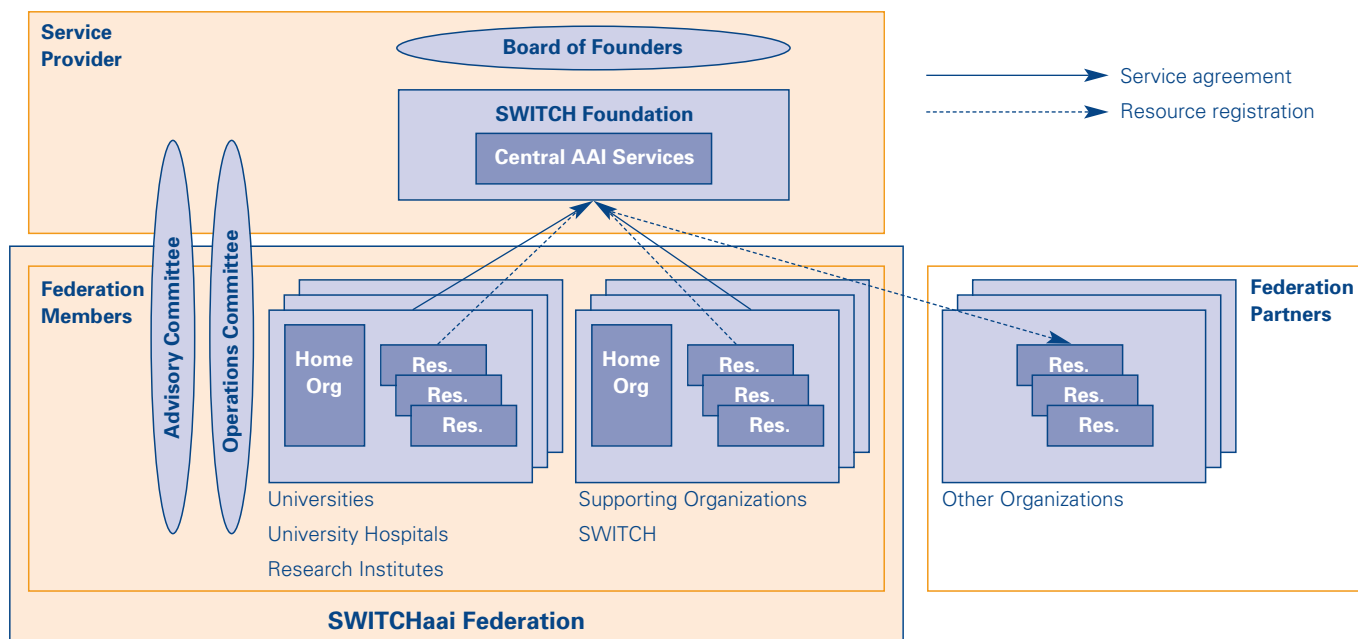 Service
Provider
Board of Founders
SWITCH Foundation
Central AAI Services
Service agreement
Resource registration
Advisory Committee
Operations Committee
Federation
Members
Home
Org
Res.
Res.
Res.
Universities
University Hospitals
Research Institutes
Home
Org
Res.
Res.
Res.
Supporting Organizations
SWITCH
Federation
Partners
Res.
Res.
Res.
Other Organizations
SWITCHaai Federation